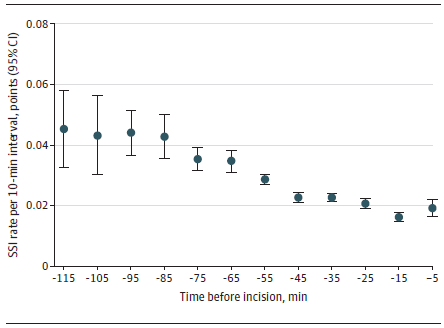 SSI rate per 10-min interval, points (95% CI)
0.08
0.06
0.04
0.02
0
-115 -105 -95 -85 -75 -65 -55 -45 -35 -25 -15 -5
Time before incision, min